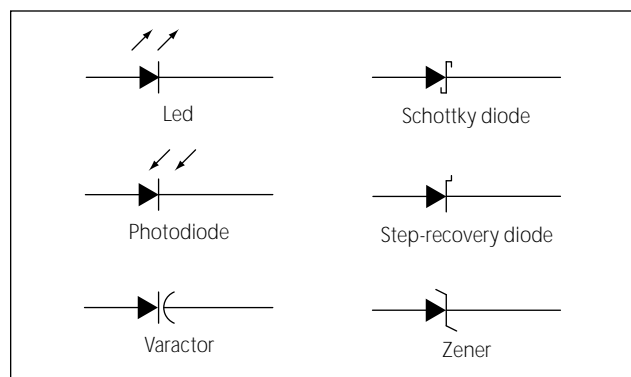 Led
Schottky diode
Photodiode
Step-recovery diode
Varactor
Zener